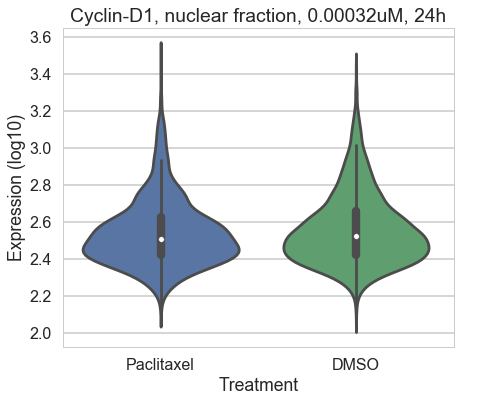 Cyclin-D1, nuclear fraction, 0.00032uM, 24h
3.6
3.4
3.2
3.0
2.8
2.6
2.4
2.2
2.0
Expression (log10)
Paclitaxel DMSO
Treatment